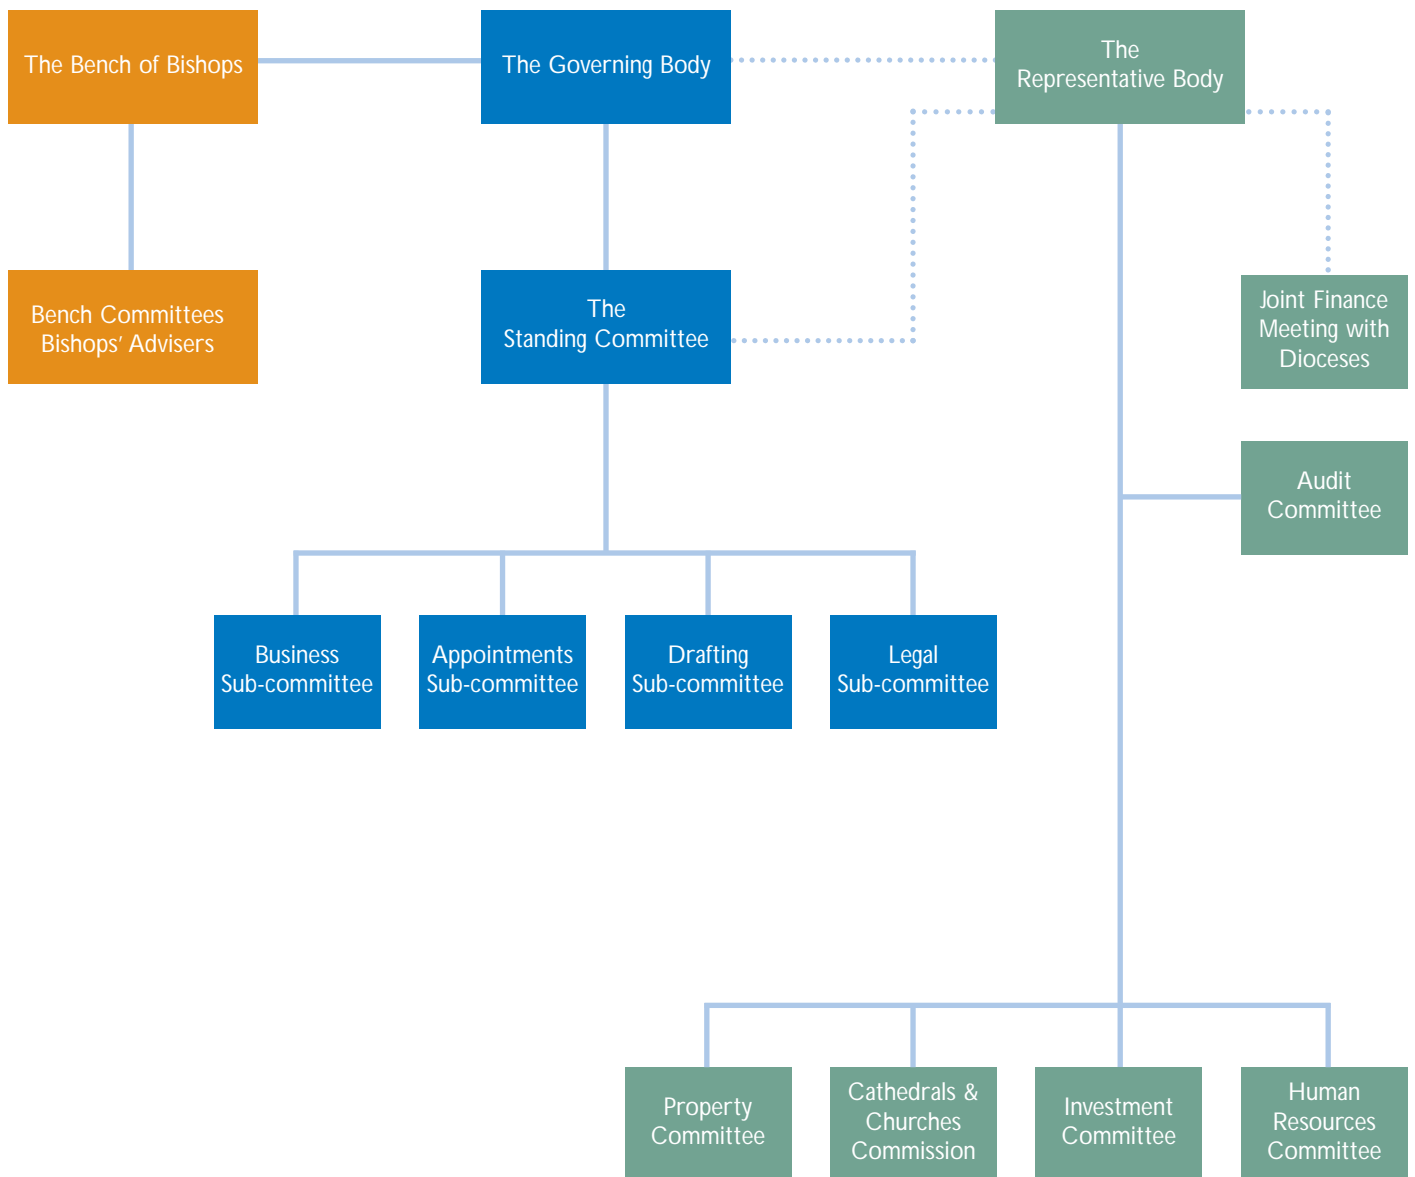 The Bench of Bishops
The Governing Body
The
Representative Body
Bench Committees
Bishops’ Advisers
The
Standing Committee
Joint Finance
Meeting with
Dioceses
Audit
Committee
Business
Sub-committee
Appointments
Sub-committee
Drafting
Sub-committee
Legal
Sub-committee
Property
Committee
Cathedrals &
Churches
Commission
Investment
Committee
Human
Resources
Committee